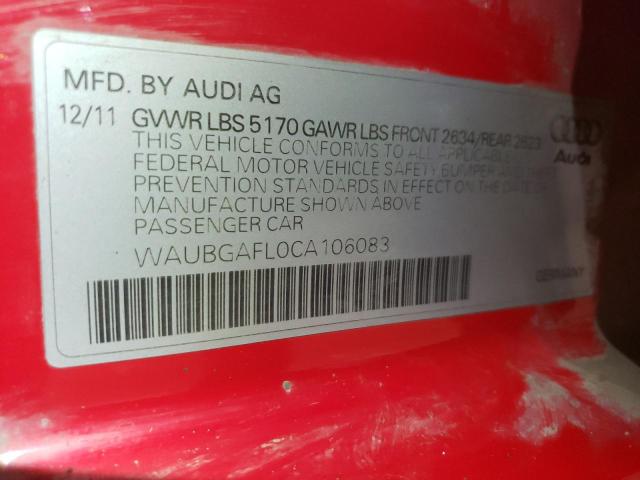 MFD. BY AUDI AG
12/11 GVWR LBS 5170 GAWR LBS FRONT 2634/REAR 2623
THIS VEHICLE CONFORMS TO ALL APPLICABLE
FEDERAL MOTOR VEHICLE SAFETY BUMPER AND THEFT
PREVENTION STANDARDS IN EFFECT ON THE DATE OF
MANUFACTURE SHOWN ABOVE
PASSENGER CAR
WAUBGAFL0CA106083
Audi
GERMANY